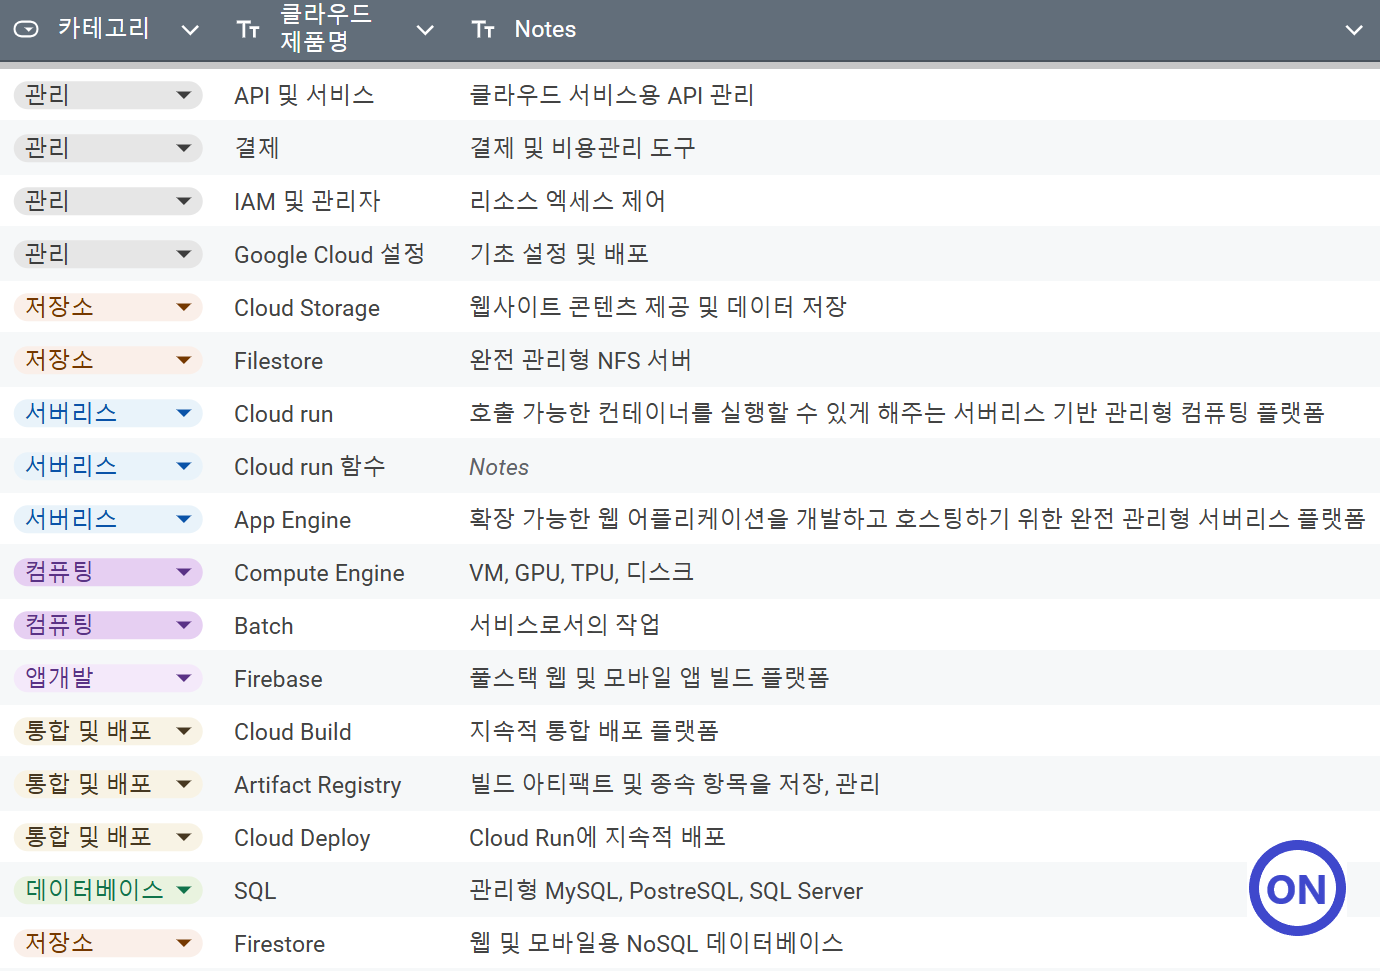 카테고리 클라우드 제품명 Notes
관리 API 및 서비스 클라우드 서비스용 API 관리
관리 결제 결제 및 비용관리 도구
관리 IAM 및 관리자 리소스 엑세스 제어
관리 Google Cloud 설정 기초 설정 및 배포
저장소 Cloud Storage 웹사이트 콘텐츠 제공 및 데이터 저장
저장소 Filestore 완전 관리형 NFS 서버
서버리스 Cloud run 호출 가능한 컨테이너를 실행할 수 있게 해주는 서버리스 기반 관리형 컴퓨팅 플랫폼
서버리스 Cloud run 함수 Notes
서버리스 App Engine 확장 가능한 웹 어플리케이션을 개발하고 호스팅하기 위한 완전 관리형 서버리스 플랫폼
컴퓨팅 Compute Engine VM, GPU, TPU, 디스크
컴퓨팅 Batch 서비스로서의 작업
앱개발 Firebase 풀스택 웹 및 모바일 앱 빌드 플랫폼
통합 및 배포 Cloud Build 지속적 통합 배포 플랫폼
통합 및 배포 Artifact Registry 빌드 아티팩트 및 종속 항목을 저장, 관리
통합 및 배포 Cloud Deploy Cloud Run에 지속적 배포
데이터베이스 SQL 관리형 MySQL, PostreSQL, SQL Server
저장소 Firestore 웹 및 모바일용 NoSQL 데이터베이스
ON